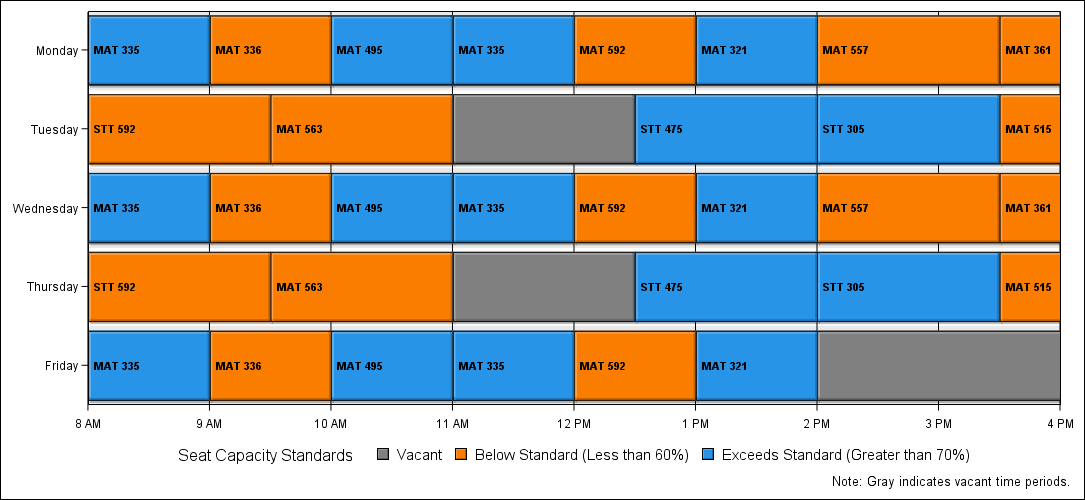 Monday MAT 335 MAT 336 MAT 495 MAT 335 MAT 592 MAT 321 MAT 557 MAT 361
Tuesday STT 592 MAT 563 STT 475 STT 305 MAT 515
Wednesday MAT 335 MAT 336 MAT 495 MAT 335 MAT 592 MAT 321 MAT 557 MAT 361
Thursday STT 592 MAT 563 STT 475 STT 305 MAT 515
Friday MAT 335 MAT 336 MAT 495 MAT 335 MAT 592 MAT 321
8 AM 9 AM 10 AM 11 AM 12 PM 1 PM 2 PM 3 PM 4 PM
Seat Capacity Standards Vacant Below Standard (Less than 60%) Exceeds Standard (Greater than 70%)
Note: Gray indicates vacant time periods.